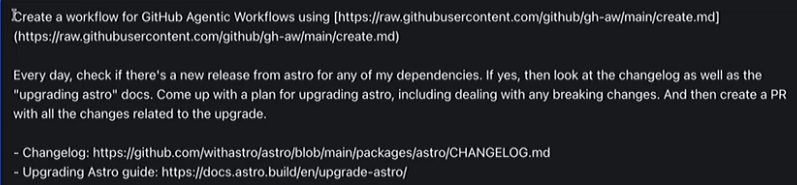 Create a workflow for GitHub Agentic Workflows using [https://raw.githubusercontent.com/github/gh-aw/main/create.md]
(https://raw.githubusercontent.com/github/gh-aw/main/create.md)
Every day, check if there's a new release from astro for any of my dependencies. If yes, then look at the changelog as well as the
"upgrading astro" docs. Come up with a plan for upgrading astro, including dealing with any breaking changes. And then create a PR
with all the changes related to the upgrade.
- Changelog: https://github.com/withastro/astro/blob/main/packages/astro/CHANGELOG.md
- Upgrading Astro guide: https://docs.astro.build/en/upgrade-astro/